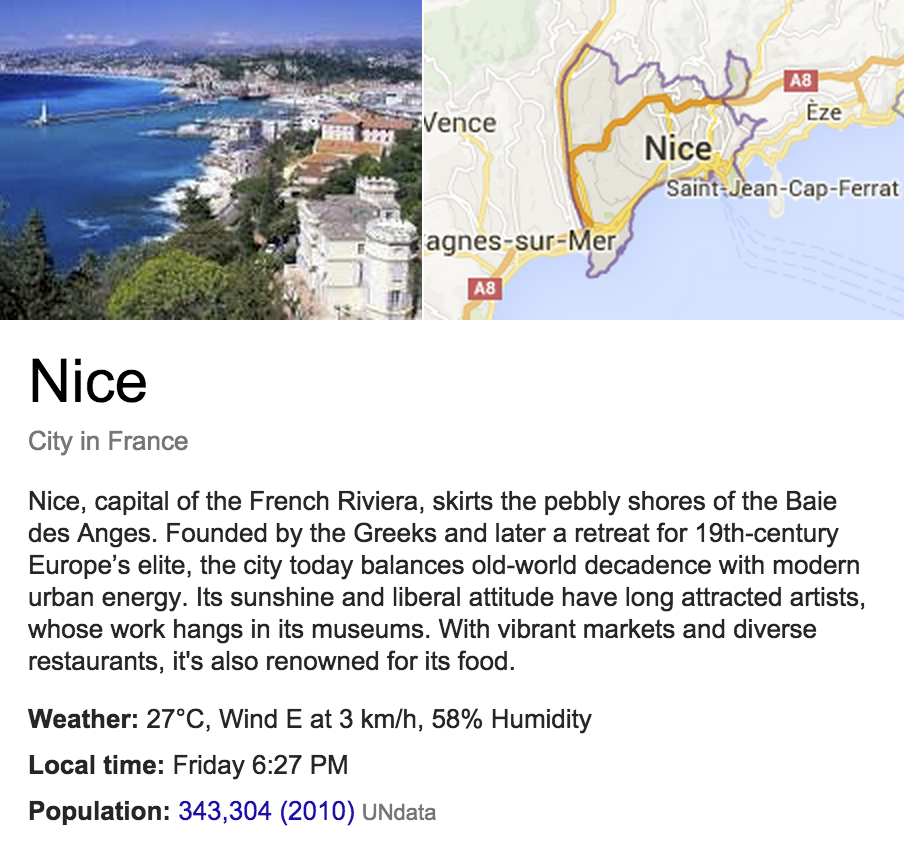 A8
Èze
Vence
Nice
Saint-Jean-Cap-Ferrat
agnes-sur-Mer
A8
Nice
City in France
Nice, capital of the French Riviera, skirts the pebbly shores of the Baie
des Anges. Founded by the Greeks and later a retreat for 19th-century
Europe’s elite, the city today balances old-world decadence with modern
urban energy. Its sunshine and liberal attitude have long attracted artists,
whose work hangs in its museums. With vibrant markets and diverse
restaurants, it's also renowned for its food.
Weather: 27°C, Wind E at 3 km/h, 58% Humidity
Local time: Friday 6:27 PM
Population: 343,304 (2010) UNdata